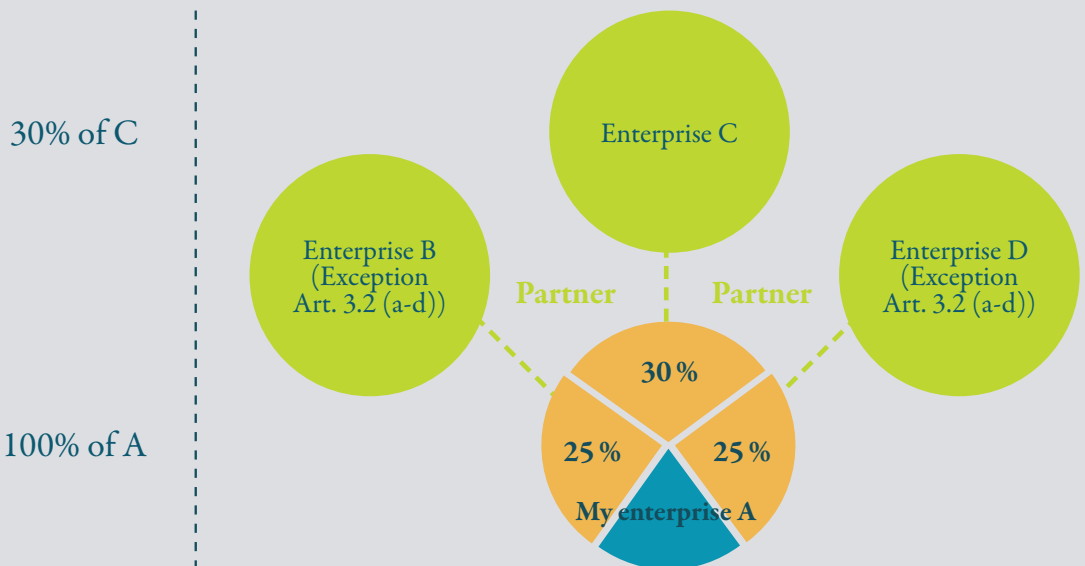 30% of C
Enterprise C
Enterprise B
(Exception
Art. 3.2 (a-d))
Enterprise D
(Exception
Art. 3.2 (a-d))
Partner
Partner
30 %
100% of A
25 %
25 %
My enterprise A